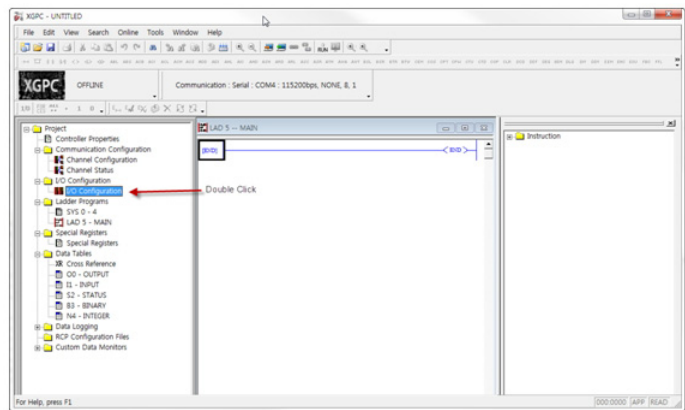 XGPC - UNTITLED
File Edit View Search Online Tools Window Help
XGPC
OFFLINE
Communication : Serial : COM4 : 115200bps, NONE, 8, 1
Project
Controller Properties
Communication Configuration
Channel Configuration
Channel Status
I/O Configuration
I/O Configuration
Ladder Programs
SYS 0 - 4
LAD 5 - MAIN
Special Registers
Special Registers
Data Tables
XR Cross Reference
O0 - OUTPUT
I1 - INPUT
S2 - STATUS
B3 - BINARY
N4 - INTEGER
Data Logging
RCP Configuration Files
Custom Data Monitors
LAD 5 -- MAIN
[END]
< END >
Double Click
Instruction
For Help, press F1
000:0000 APP READ